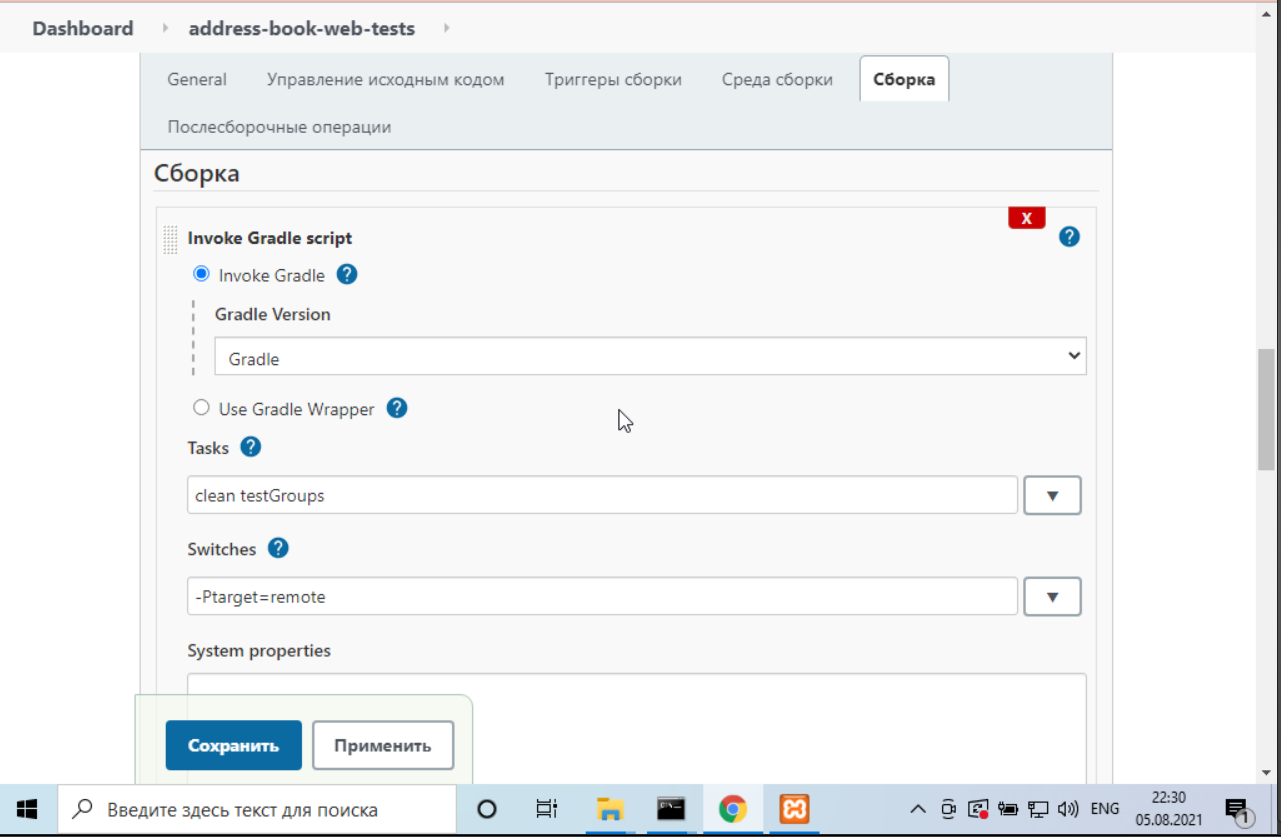 Dashboard address-book-web-tests
General Управление исходным кодом Триггеры сборки Среда сборки Сборка
Послесборочные операции
Сборка
X
Invoke Gradle script ?
Invoke Gradle ?
Gradle Version
Gradle
Use Gradle Wrapper ?
Tasks ?
clean testGroups
Switches ?
-Ptarget=remote
System properties
Сохранить Применить
Введите здесь текст для поиска ENG 22:30
05.08.2021 1